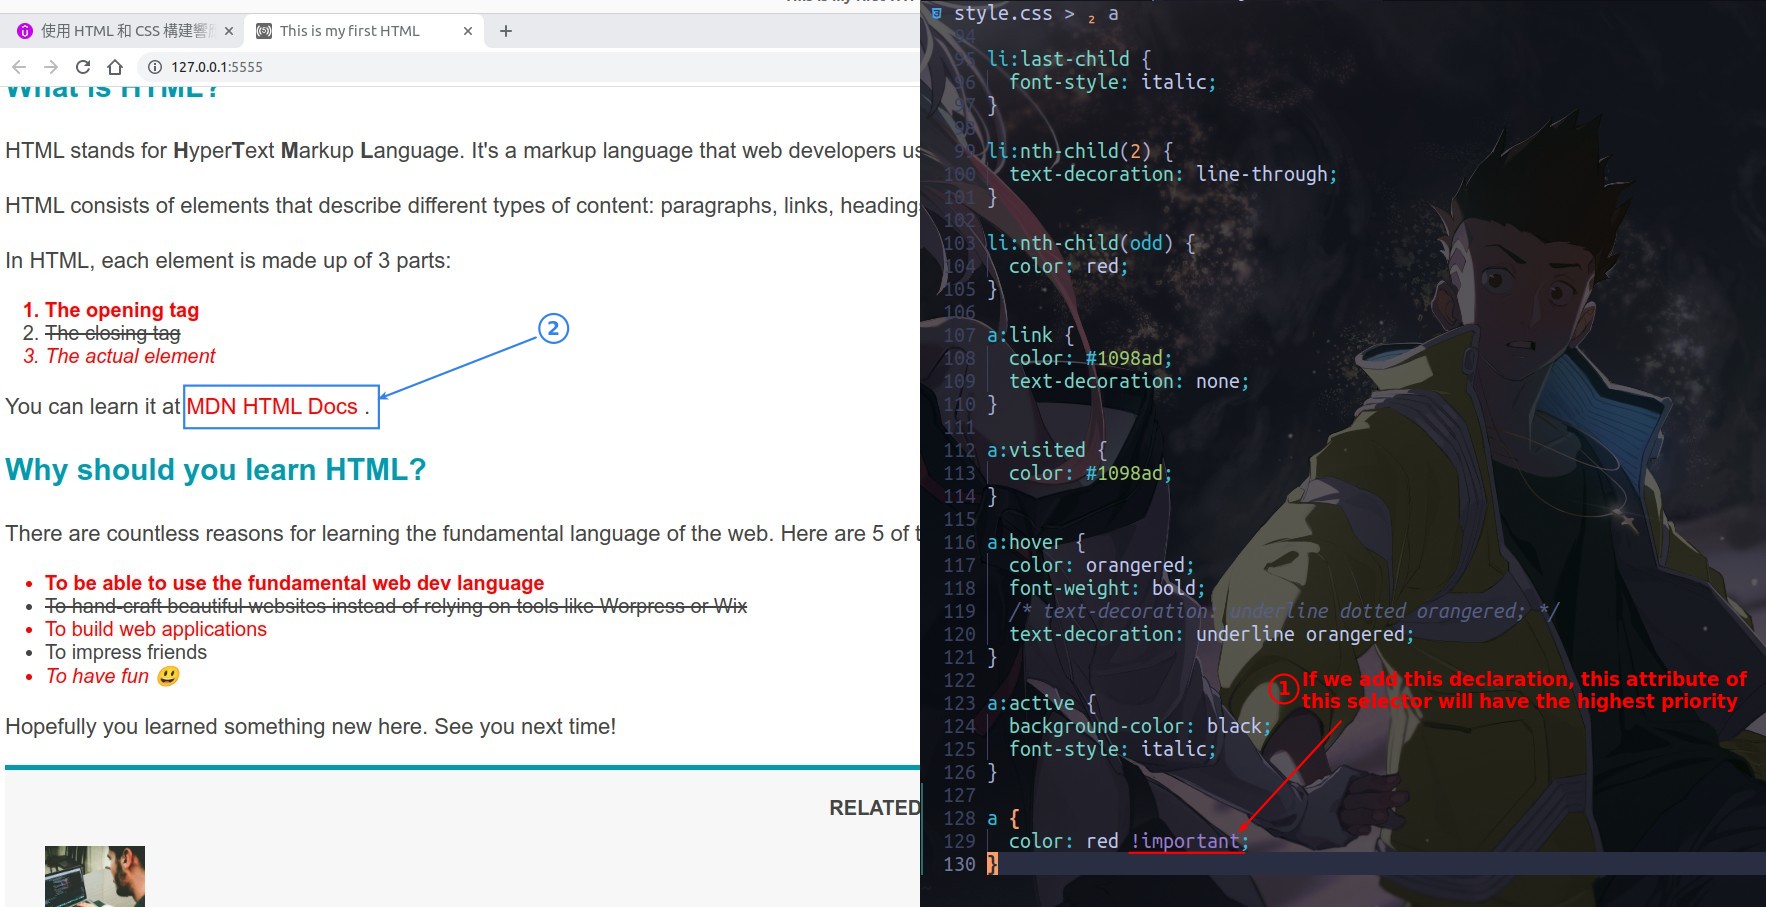 使用 HTML 和 CSS 構建響
This is my first HTML
127.0.0.1:5555
What is HTML?
HTML stands for HyperText Markup Language. It's a markup language that web developers us
HTML consists of elements that describe different types of content: paragraphs, links, heading
In HTML, each element is made up of 3 parts:
1. The opening tag
2. The closing tag
3. The actual element
2
You can learn it at MDN HTML Docs .
Why should you learn HTML?
There are countless reasons for learning the fundamental language of the web. Here are 5 of t
• To be able to use the fundamental web dev language
• To hand-craft beautiful websites instead of relying on tools like Worpress or Wix
• To build web applications
• To impress friends
• To have fun 😃
Hopefully you learned something new here. See you next time!
RELATED
style.css > a
94
95 li:last-child {
96 font-style: italic;
97 }
98
99 li:nth-child(2) {
100 text-decoration: line-through;
101 }
102
103 li:nth-child(odd) {
104 color: red;
105 }
106
107 a:link {
108 color: #1098ad;
109 text-decoration: none;
110 }
111
112 a:visited {
113 color: #1098ad;
114 }
115
116 a:hover {
117 color: orangered;
118 font-weight: bold;
119 /* text-decoration: underline dotted orangered; */
120 text-decoration: underline orangered;
121 }
122
123 a:active {
124 background-color: black;
125 font-style: italic;
126 }
127
128 a {
129 color: red !important;
130 }
1 If we add this declaration, this attribute of
this selector will have the highest priority